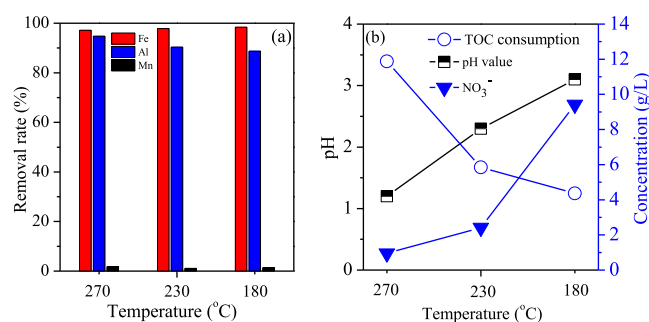 (a)
Fe
Al
Mn
Removal rate (%)
100
80
60
40
20
0
270
230
180
Temperature (°C)
(b)
TOC consumption
pH value
NO3-
pH
4
3
2
1
0
14
12
10
8
6
4
2
0
Concentration (g/L)
270
230
180
Temperature (°C)